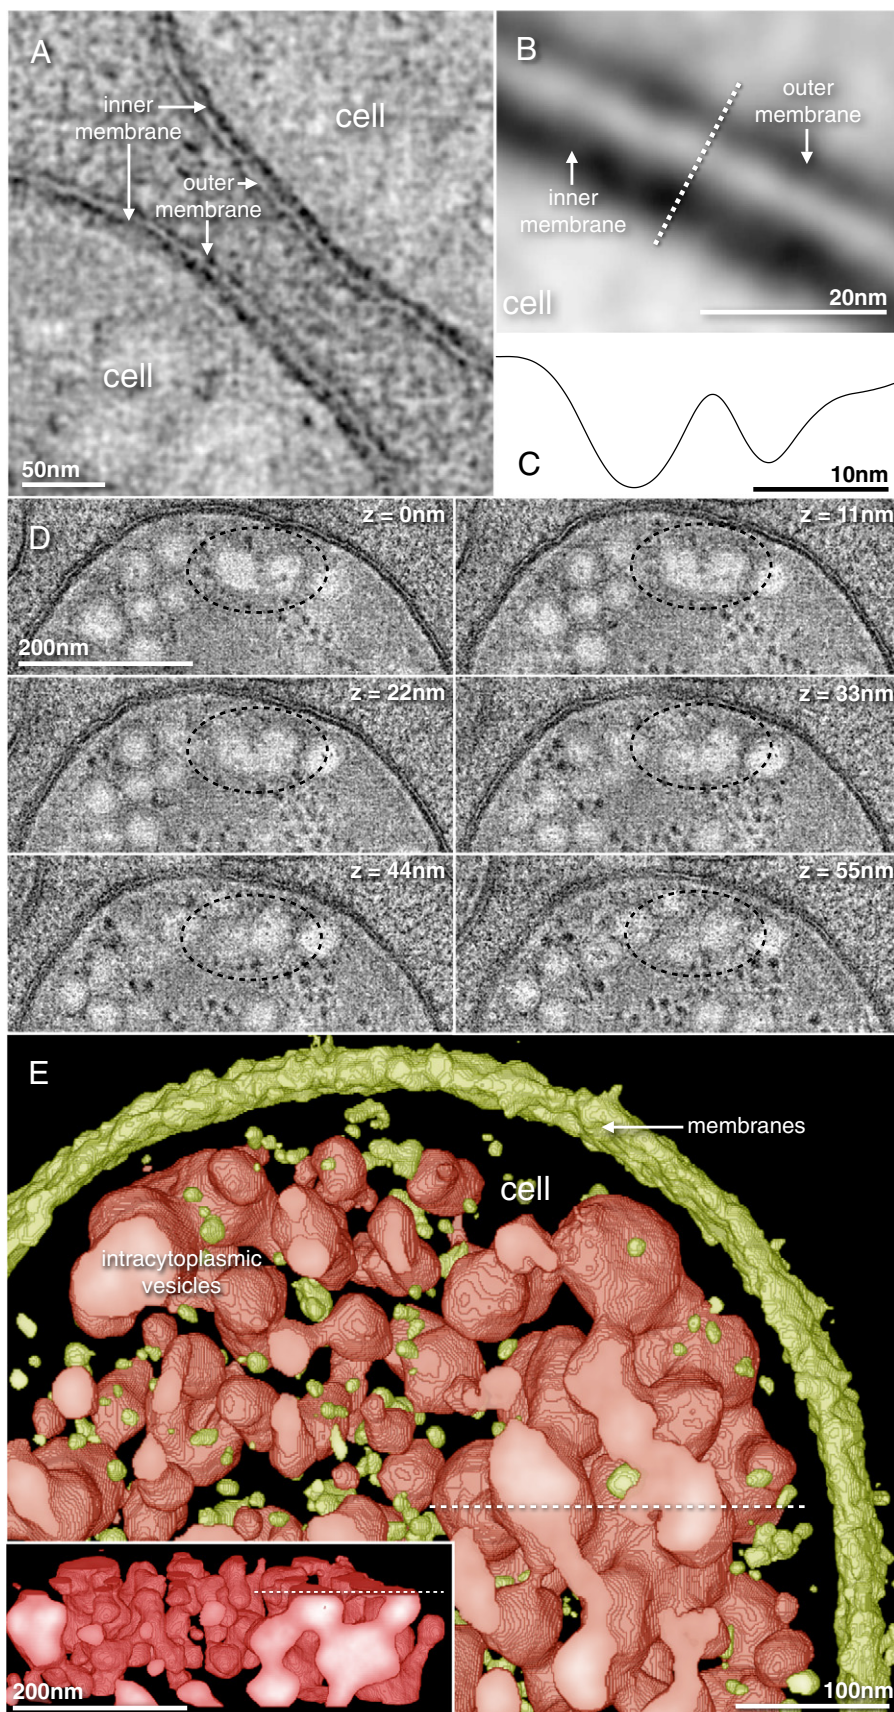 A
inner
membrane
cell
outer
membrane
cell
50nm
B
outer
membrane
inner
membrane
cell
20nm
C
10nm
D
z = 0nm
z = 11nm
200nm
z = 22nm
z = 33nm
z = 44nm
z = 55nm
E
membranes
cell
intracytoplasmic
vesicles
200nm
100nm